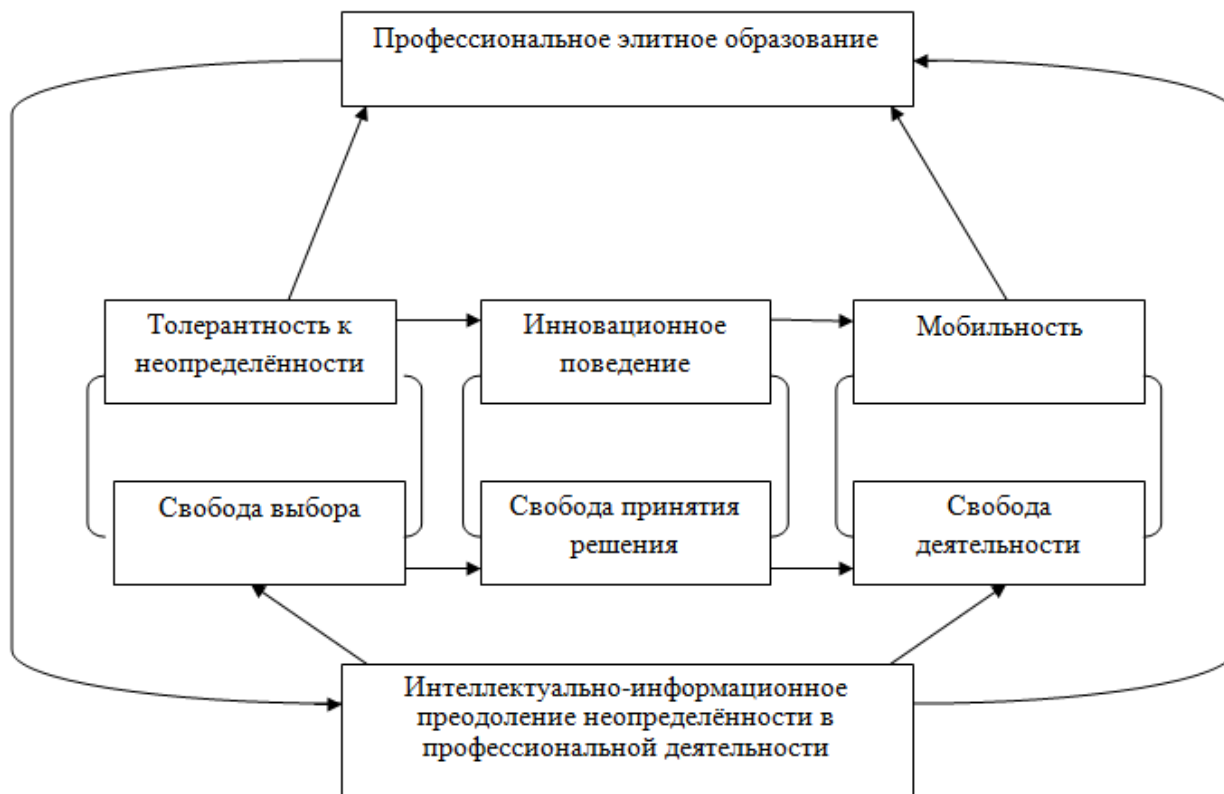 Профессиональное элитное образование
Толерантность к
неопределённости
Инновационное
поведение
Мобильность
Свобода выбора
Свобода принятия
решения
Свобода
деятельности
Интеллектуально-информационное
преодоление неопределённости в
профессиональной деятельности